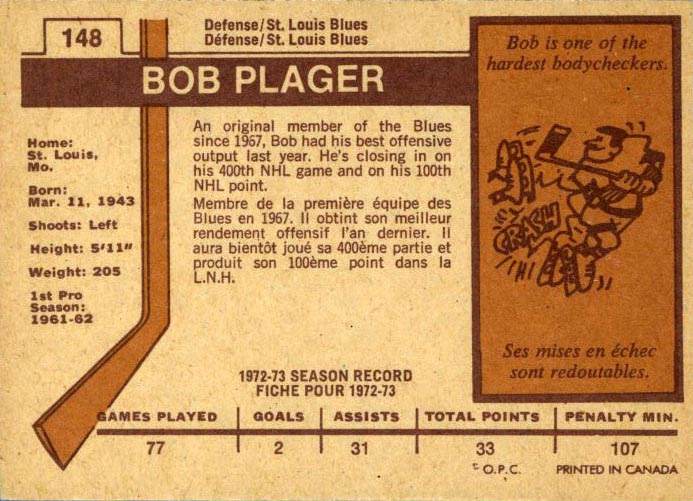 148
Defense/St. Louis Blues
Défense/St. Louis Blues
BOB PLAGER
Home:
St. Louis,
Mo.
Born:
Mar. 11, 1943
Shoots: Left
Height: 5'11"
Weight: 205
1st Pro
Season:
1961-62
An original member of the Blues
since 1967, Bob had his best offensive
output last year. He's closing in on
his 400th NHL game and on his 100th
NHL point.
Membre de la première équipe des
Blues en 1967. Il obtint son meilleur
rendement offensif l'an dernier. Il
aura bientôt joué sa 400ème partie et
produit son 100ème point dans la
L.N.H.
Bob is one of the
hardest bodycheckers.
CRASH
Ses mises en échec
sont redoutables.
1972-73 SEASON RECORD
FICHE POUR 1972-73
GAMES PLAYED GOALS ASSISTS TOTAL POINTS PENALTY MIN.
77 2 31 33 107
© O.P.C. PRINTED IN CANADA